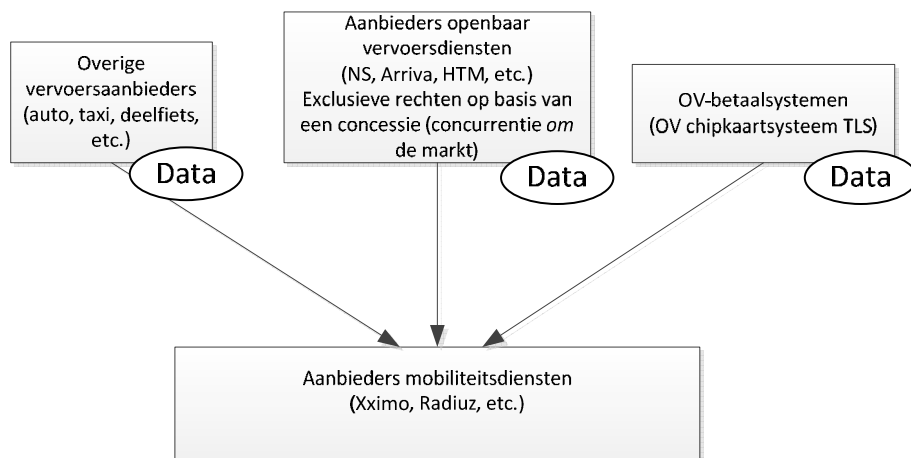 Overige
vervoersaanbieders
(auto, taxi, deelfiets,
etc.)
Data
Aanbieders openbaar
vervoersdiensten
(NS, Arriva, HTM, etc.)
Exclusieve rechten op basis van
een concessie (concurrentie om
de markt)
Data
OV-betaalsystemen
(OV chipkaartsysteem TLS)
Data
Aanbieders mobiliteitsdiensten
(Xximo, Radiuz, etc.)